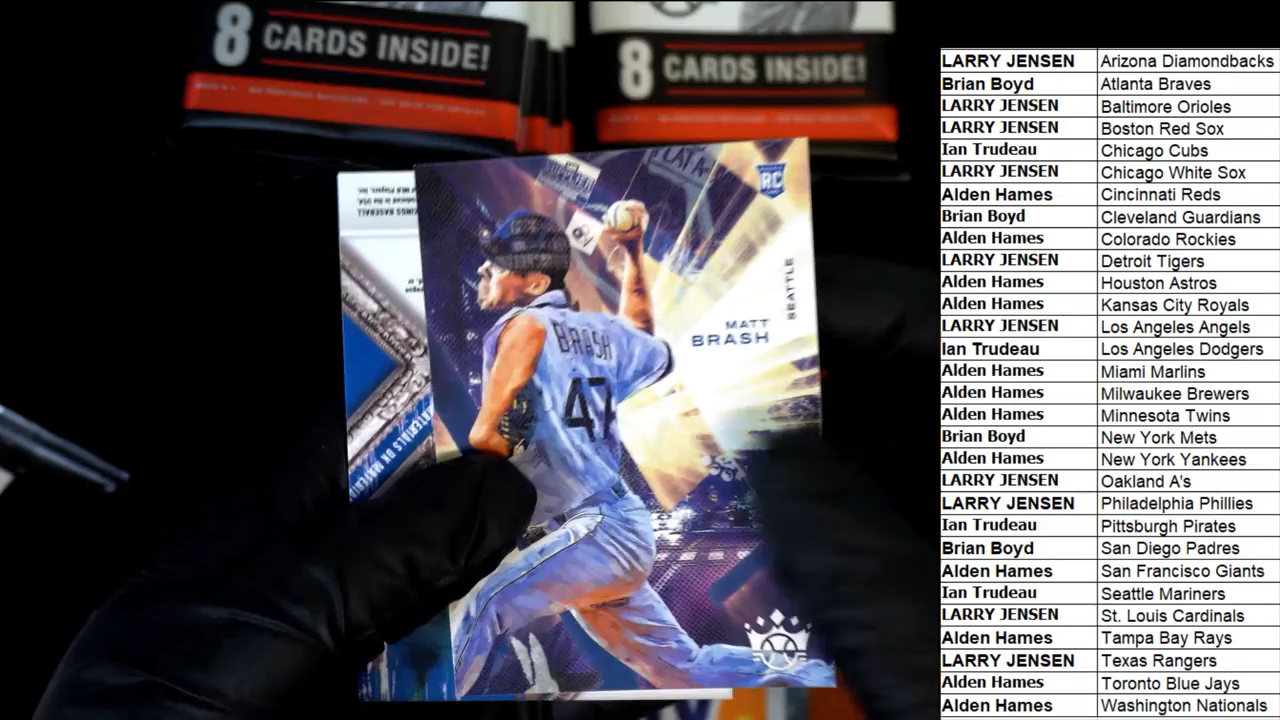 8 CARDS INSIDE!
8 CARDS INSIDE!
RC
SEATTLE
MATT
BRASH
BRASH
47
LARRY JENSEN Arizona Diamondbacks
Brian Boyd Atlanta Braves
LARRY JENSEN Baltimore Orioles
LARRY JENSEN Boston Red Sox
Ian Trudeau Chicago Cubs
LARRY JENSEN Chicago White Sox
Alden Hames Cincinnati Reds
Brian Boyd Cleveland Guardians
Alden Hames Colorado Rockies
LARRY JENSEN Detroit Tigers
Alden Hames Houston Astros
Alden Hames Kansas City Royals
LARRY JENSEN Los Angeles Angels
Ian Trudeau Los Angeles Dodgers
Alden Hames Miami Marlins
Alden Hames Milwaukee Brewers
Alden Hames Minnesota Twins
Brian Boyd New York Mets
Alden Hames New York Yankees
LARRY JENSEN Oakland A's
LARRY JENSEN Philadelphia Phillies
Ian Trudeau Pittsburgh Pirates
Brian Boyd San Diego Padres
Alden Hames San Francisco Giants
Ian Trudeau Seattle Mariners
LARRY JENSEN St. Louis Cardinals
Alden Hames Tampa Bay Rays
LARRY JENSEN Texas Rangers
Alden Hames Toronto Blue Jays
Alden Hames Washington Nationals